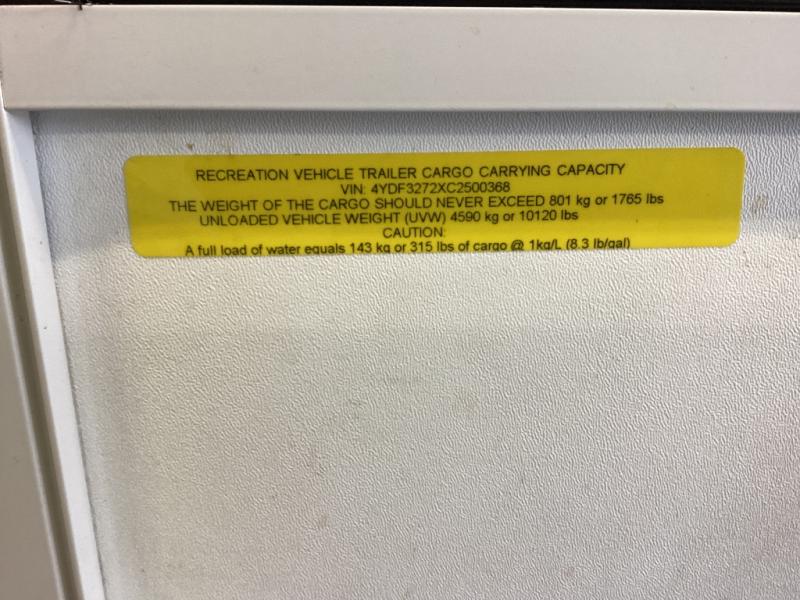 RECREATION VEHICLE TRAILER CARGO CARRYING CAPACITY
VIN: 4YDF3272XC2500368
THE WEIGHT OF THE CARGO SHOULD NEVER EXCEED 801 kg or 1765 lbs
UNLOADED VEHICLE WEIGHT (UVW) 4590 kg or 10120 lbs
CAUTION:
A full load of water equals 143 kg or 315 lbs of cargo @ 1kg/L (8.3 lb/gal)